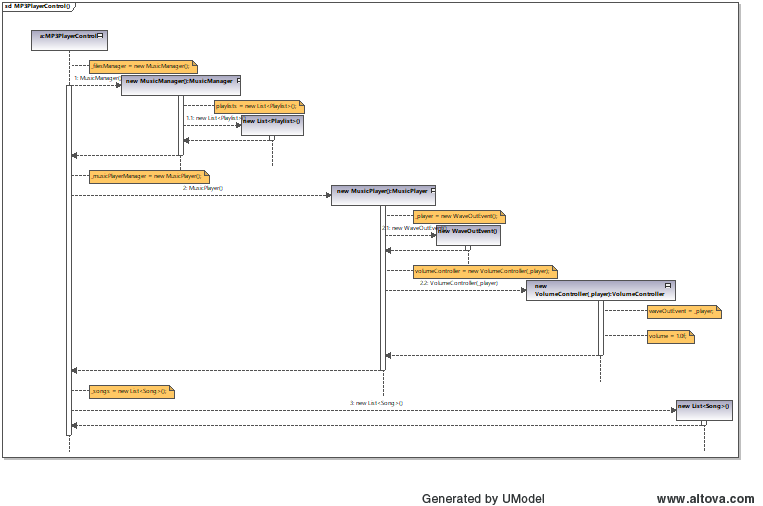 sd MP3PlayerControl()
a:MP3PlayerControl
_filesManager = new MusicManager();
1: MusicManager()
new MusicManager():MusicManager
playlists = new List<Playlist>();
1.1: new List<Playlist>()
new List<Playlist>()
_musicPlayerManager = new MusicPlayer();
2: MusicPlayer()
new MusicPlayer():MusicPlayer
_player = new WaveOutEvent();
2.1: new WaveOutEvent()
new WaveOutEvent()
volumeController = new VolumeController(_player);
2.2: VolumeController(_player)
new
VolumeController(_player):VolumeController
waveOutEvent = _player;
volume = 1.0f;
_songs = new List<Song>();
3: new List<Song>()
new List<Song>()
Generated by UModel
www.altova.com